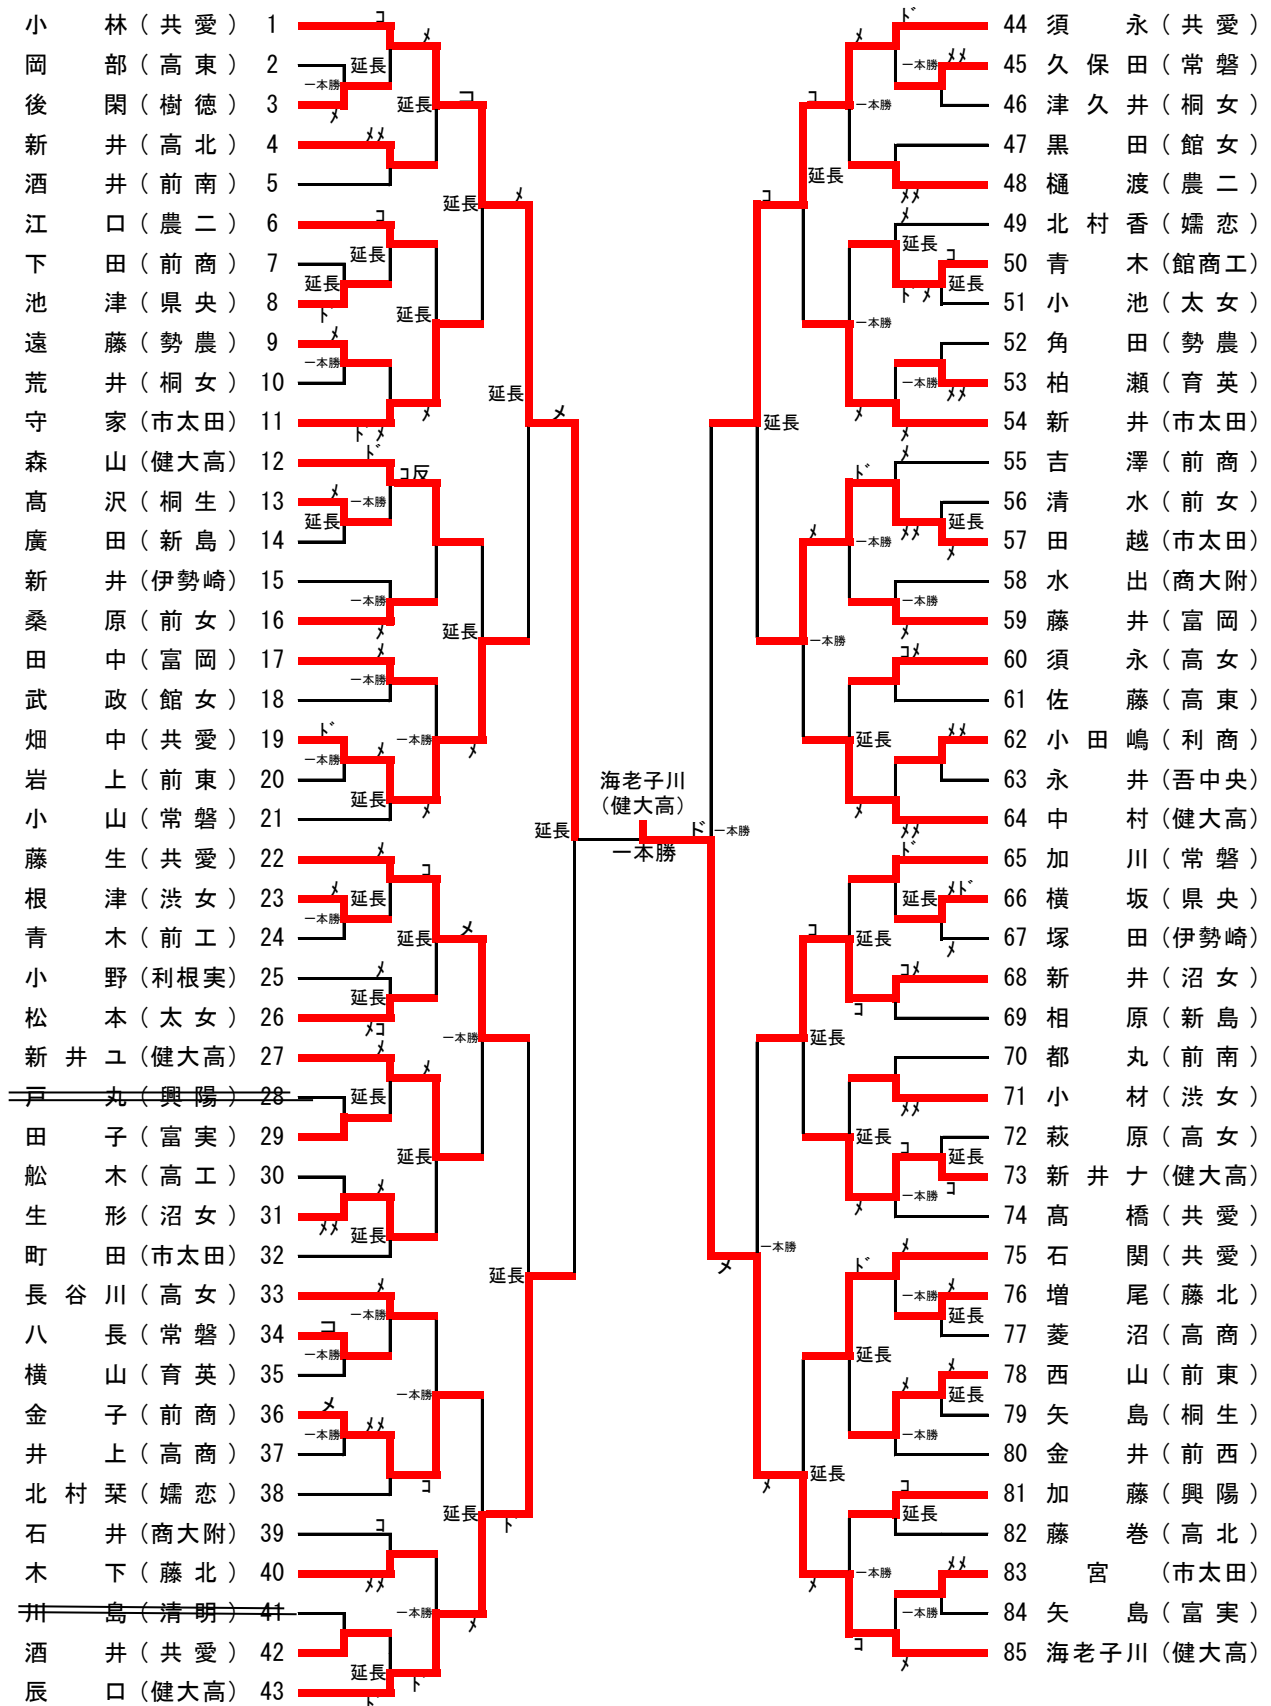 小林（共愛） 1
岡部（高東） 2
後閑（樹徳） 3
新井（高北） 4
酒井（前南） 5
江口（農二） 6
下田（前商） 7
池津（県央） 8
遠藤（勢農） 9
荒井（桐女） 10
守家（市太田） 11
森山（健大高） 12
髙沢（桐生） 13
廣田（新島） 14
新井（伊勢崎） 15
桑原（前女） 16
田中（富岡） 17
武政（館女） 18
畑中（共愛） 19
岩上（前東） 20
小山（常磐） 21
藤生（共愛） 22
根津（渋女） 23
青木（前工） 24
小野（利根実） 25
松本（太女） 26
新井ユ（健大高） 27
戸丸（興陽） 28
田子（富実） 29
舩木（高工） 30
生形（沼女） 31
町田（市太田） 32
長谷川（高女） 33
八長（常磐） 34
横山（育英） 35
金子（前商） 36
井上（高商） 37
北村栞（嬬恋） 38
石井（商大附） 39
木下（藤北） 40
川島（清明） 41
酒井（共愛） 42
辰口（健大高） 43
海老子川
（健大高）
一本勝
延長
44 須永（共愛）
45 久保田（常磐）
46 津久井（桐女）
47 黒田（館女）
48 樋渡（農二）
49 北村香（嬬恋）
50 青木（館商工）
51 小池（太女）
52 角田（勢農）
53 柏瀬（育英）
54 新井（市太田）
55 吉澤（前商）
56 清水（前女）
57 田越（市太田）
58 水出（商大附）
59 藤井（富岡）
60 須永（高女）
61 佐藤（高東）
62 小田嶋（利商）
63 永井（吾中央）
64 中村（健大高）
65 加川（常磐）
66 横坂（県央）
67 塚田（伊勢崎）
68 新井（沼女）
69 相原（新島）
70 都丸（前南）
71 小材（渋女）
72 萩原（高女）
73 新井ナ（健大高）
74 髙橋（共愛）
75 石関（共愛）
76 増尾（藤北）
77 菱沼（高商）
78 西山（前東）
79 矢島（桐生）
80 金井（前西）
81 加藤（興陽）
82 藤巻（高北）
83 宮（市太田）
84 矢島（富実）
85 海老子川（健大高）